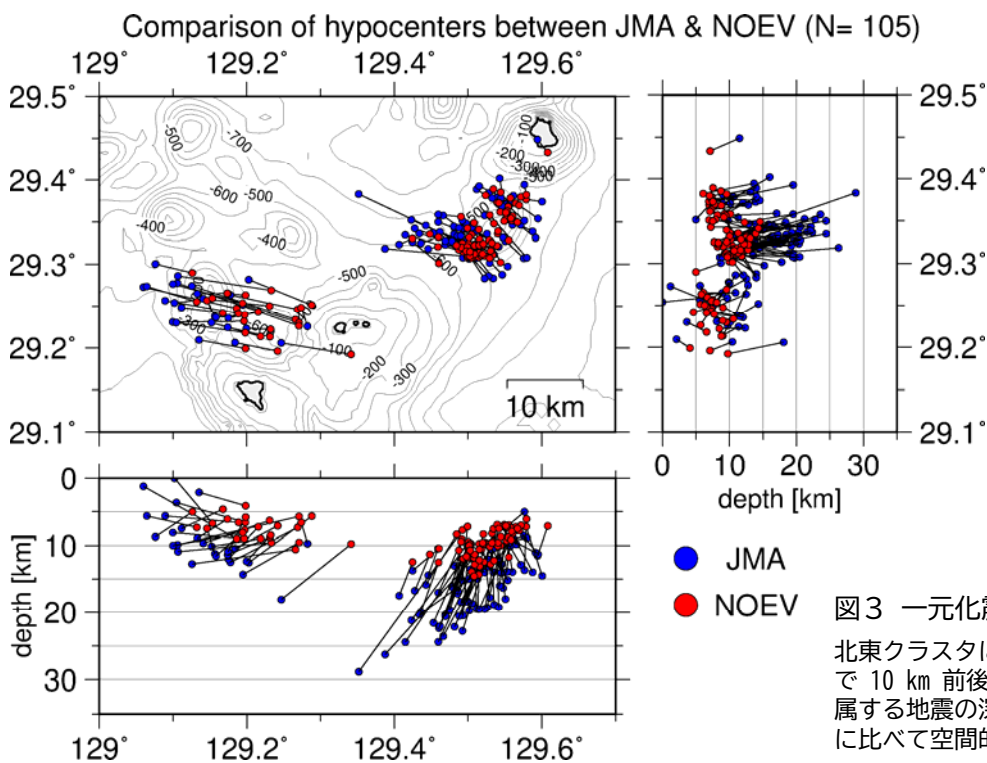 Comparison of hypocenters between JMA & NOEV (N= 105)
129˚ 129.2˚ 129.4˚ 129.6˚
29.5˚
29.4˚
29.3˚
29.2˚
29.1˚
-500
-700
-100
-200
-600 -500
-400
-400
-500
-300
-100
-200
-300
10 km
29.5˚
29.4˚
29.3˚
29.2˚
29.1˚
0 10 20 30
depth [km]
0
10
20
30
depth [km]
129˚ 129.2˚ 129.4˚ 129.6˚
JMA
NOEV
図3 一元化
北東クラスタに
で 10 km 前後
属する地震の深
に比べて空間的